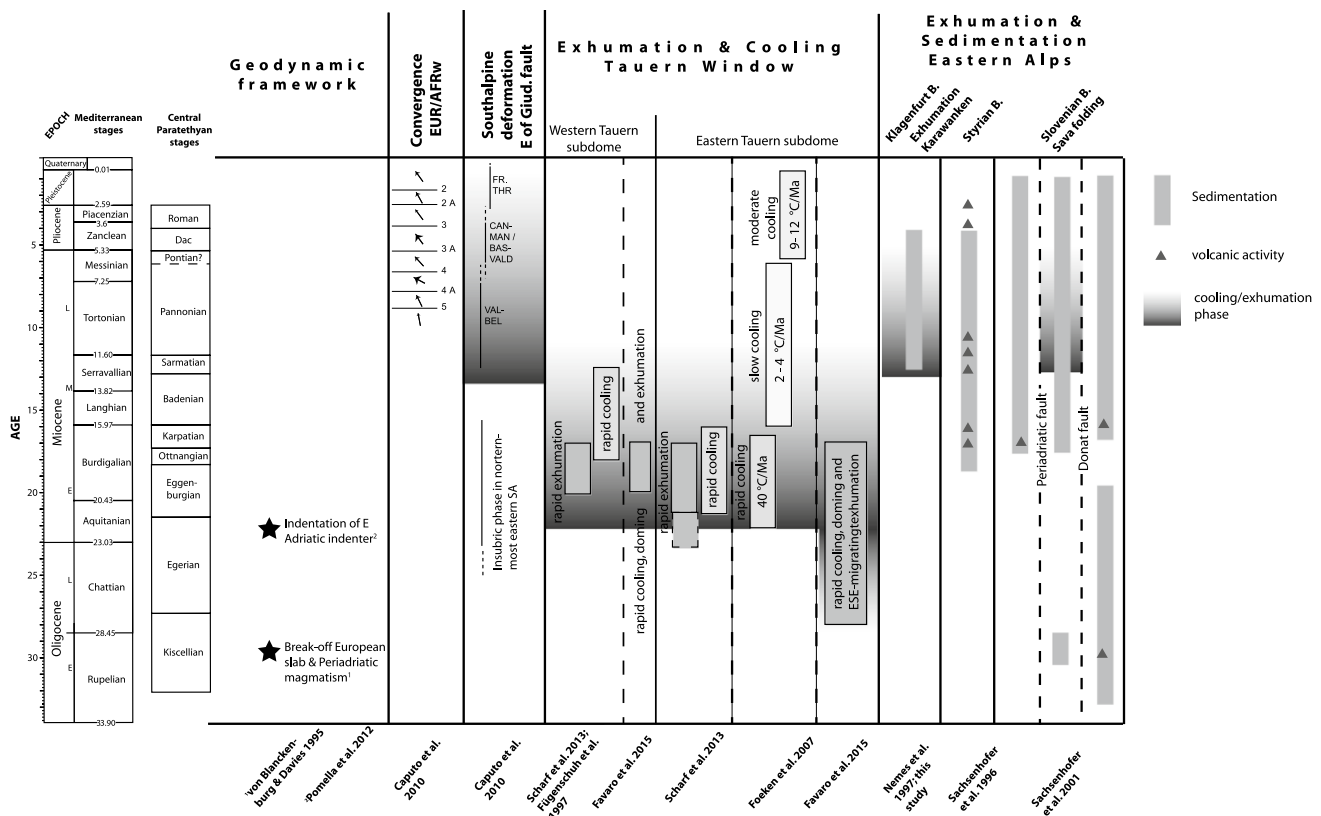 Geodynamic
framework
Convergence
EUR/AFRw
Southalpine
deformation
E of Giud. fault
Exhumation & Cooling
Tauern Window
Exhumation &
Sedimentation
Eastern Alps
EPOCH
Mediterranean
stages
Central
Paratethyan
stages
Western Tauern
subdome
Eastern Tauern subdome
Klagenfurt B.
Exhumation
Karawanken
Styrian B.
Slovenian B.
Sava folding
AGE
5
10
15
20
25
30
Quaternary
Pleistocene
Pliocene
Miocene
L
M
E
Oligocene
L
E
0.01
2.59
Piacenzian
3.6
Zanclean
5.33
Messinian
7.25
Tortonian
11.60
Serravallian
13.82
Langhian
15.97
Burdigalian
20.43
Aquitanian
23.03
Chattian
28.45
Rupelian
33.90
Roman
Dac
Pontian?
Pannonian
Sarmatian
Badenian
Karpatian
Ottnangian
Eggen-
burgian
Egerian
Kiscellian
Indentation of E
Adriatic indenter²
Break-off European
slab & Periadriatic
magmatism¹
2
2 A
3
3 A
4
4 A
5
FR.
THR
CAN-
MAN /
BAS-
VALD
VAL-
BEL
Insubric phase in nortern-
most eastern SA
rapid exhumation
rapid cooling
rapid cooling, doming
and exhumation
rapid exhumation
rapid cooling
rapid cooling
40 °C/Ma
slow cooling
2 - 4 °C/Ma
moderate
cooling
9- 12 °C/Ma
rapid cooling, doming and
ESE-migratingtexhumation
Periadriatic fault
Donat fault
Sedimentation
volcanic activity
cooling/exhumation
phase
¹von Blancken-
burg & Davies 1995
²Pomella et al. 2012
Caputo et al.
2010
Caputo et al.
2010
Scharf et al. 2013;
Fügenschuh et al.
1997
Favaro et al. 2015
Scharf et al. 2013
Foeken et al. 2007
Favaro et al. 2015
Nemes et al.
1997; this
study
Sachsenhofer
et al. 1996
Sachsenhofer
et al. 2001